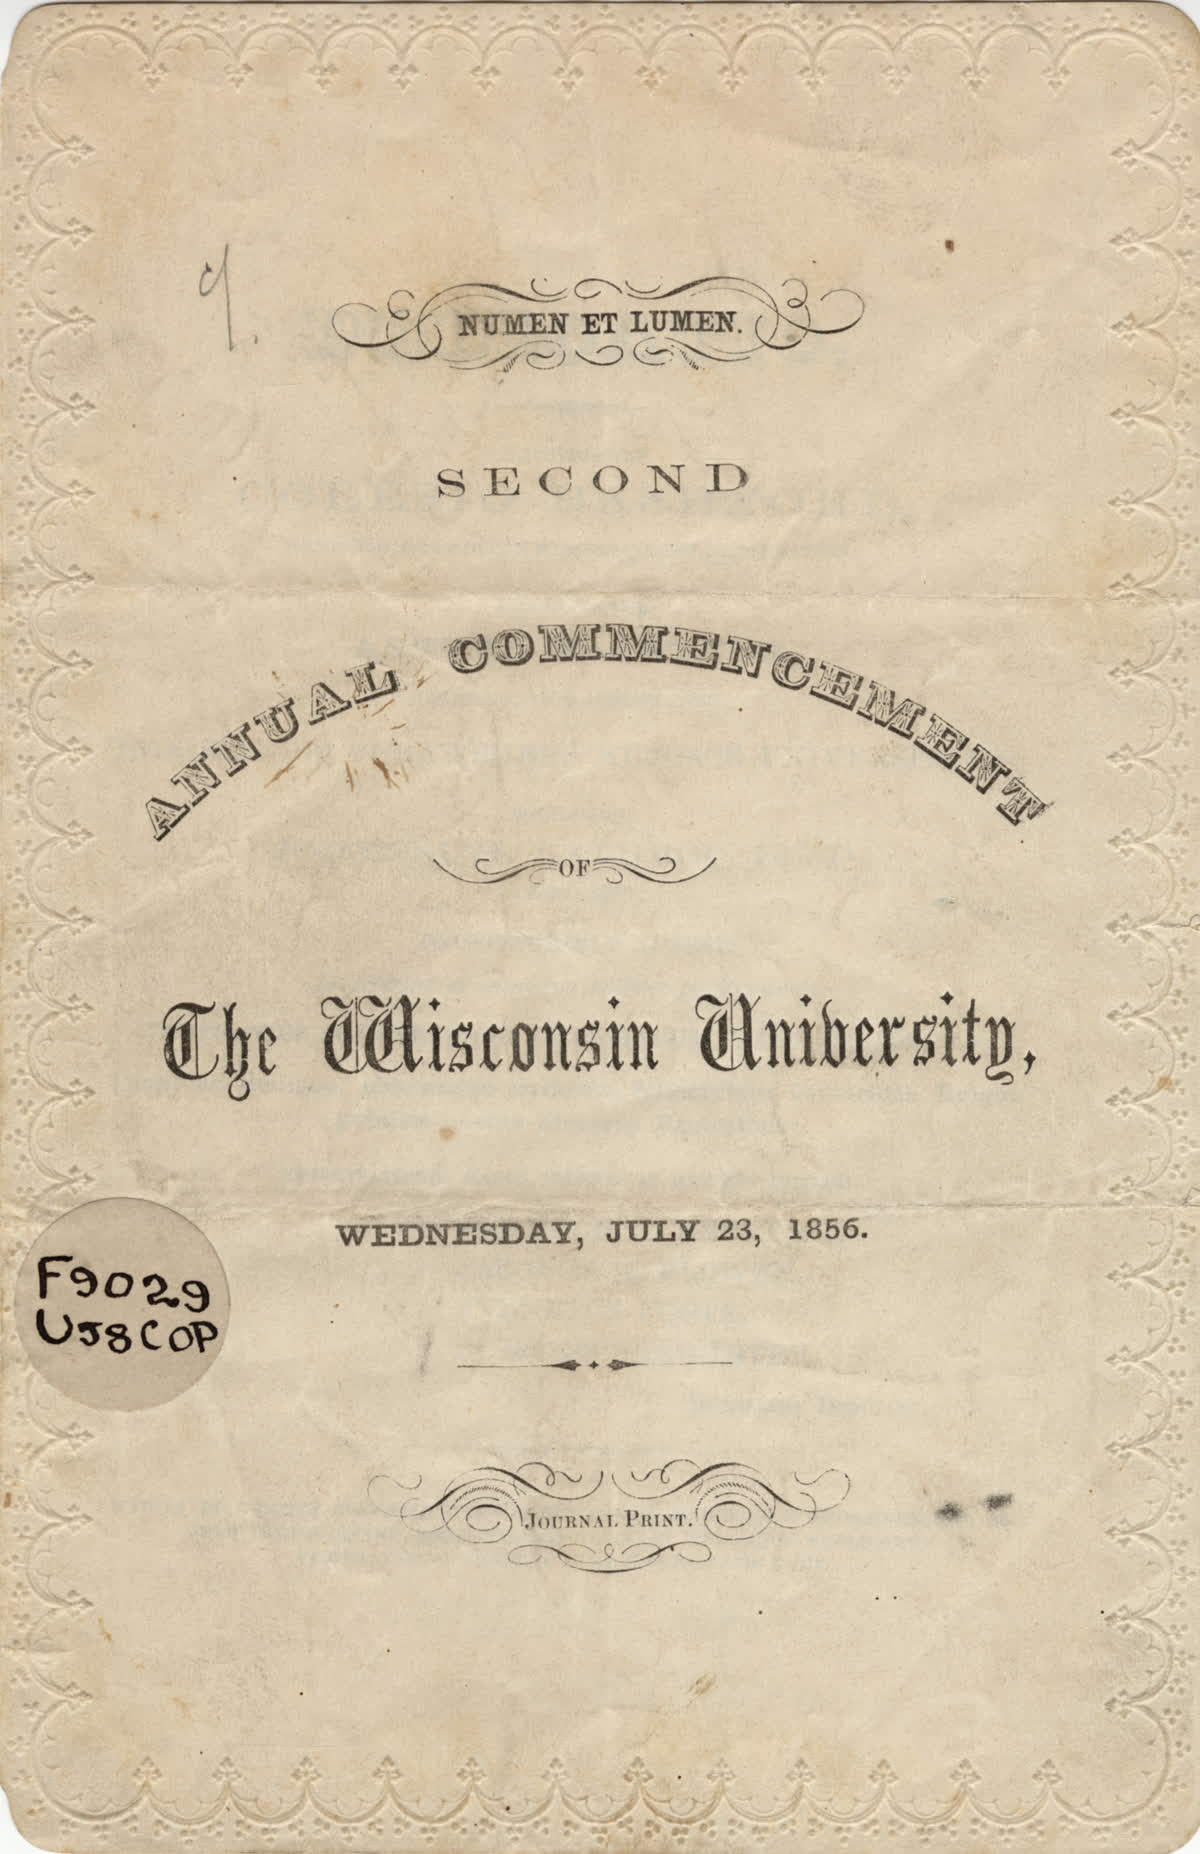 9.
NUMEN ET LUMEN.
SECOND
ANNUAL COMMENCEMENT
OF
The Wisconsin University,
WEDNESDAY, JULY 23, 1856.
F9029
U58COP
JOURNAL PRINT.